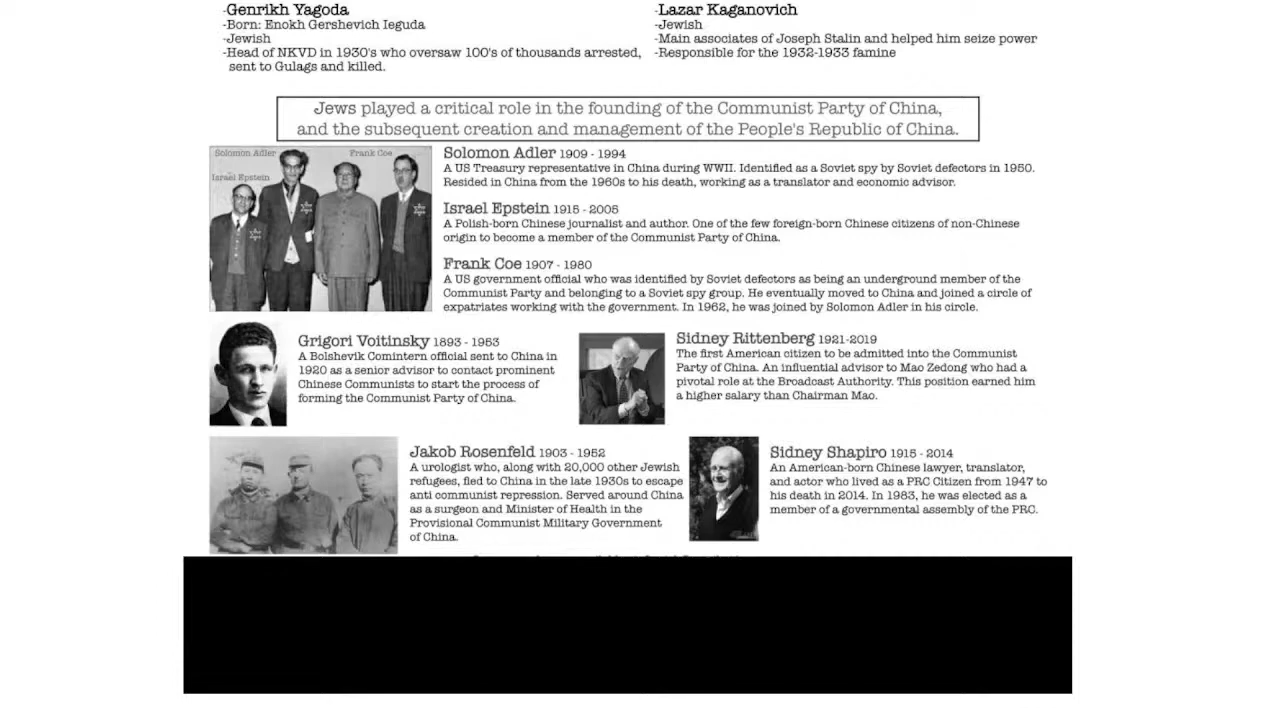 -Genrikh Yagoda
-Born: Enokh Gershevich Ieguda
-Jewish
-Head of NKVD in 1930's who oversaw 100's of thousands arrested,
sent to Gulags and killed.
-Lazar Kaganovich
-Jewish
-Main associates of Joseph Stalin and helped him seize power
-Responsible for the 1932-1933 famine
Jews played a critical role in the founding of the Communist Party of China,
and the subsequent creation and management of the People's Republic of China.
Solomon Adler
Frank Coe
Israel Epstein
Solomon Adler 1909 - 1994
A US Treasury representative in China during WWII. Identified as a Soviet spy by Soviet defectors in 1950.
Resided in China from the 1960s to his death, working as a translator and economic advisor.
Israel Epstein 1915 - 2005
A Polish-born Chinese journalist and author. One of the few foreign-born Chinese citizens of non-Chinese
origin to become a member of the Communist Party of China.
Frank Coe 1907 - 1980
A US government official who was identified by Soviet defectors as being an underground member of the
Communist Party and belonging to a Soviet spy group. He eventually moved to China and joined a circle of
expatriates working with the government. In 1962, he was joined by Solomon Adler in his circle.
Grigori Voitinsky 1893 - 1953
A Bolshevik Comintern official sent to China in
1920 as a senior advisor to contact prominent
Chinese Communists to start the process of
forming the Communist Party of China.
Sidney Rittenberg 1921-2019
The first American citizen to be admitted into the Communist
Party of China. An influential advisor to Mao Zedong who had a
pivotal role at the Broadcast Authority. This position earned him
a higher salary than Chairman Mao.
Jakob Rosenfeld 1903 - 1952
A urologist who, along with 20,000 other Jewish
refugees, fled to China in the late 1930s to escape
anti communist repression. Served around China
as a surgeon and Minister of Health in the
Provisional Communist Military Government
of China.
Sidney Shapiro 1915 - 2014
An American-born Chinese lawyer, translator,
and actor who lived as a PRC Citizen from 1947 to
his death in 2014. In 1983, he was elected as a
member of a governmental assembly of the PRC.